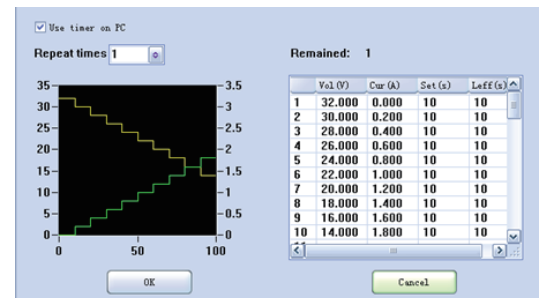 Use timer on PC
Repeat times 1
Remained: 1
35 3.5
30 3
25 2.5
20 2
15 1.5
10 1
5 0.5
0 0
0 50 100
Vol(V) Cur(A) Set(s) Leff(s)
1 32.000 0.000 10 10
2 30.000 0.200 10 10
3 28.000 0.400 10 10
4 26.000 0.600 10 10
5 24.000 0.800 10 10
6 22.000 1.000 10 10
7 20.000 1.200 10 10
8 18.000 1.400 10 10
9 16.000 1.600 10 10
10 14.000 1.800 10 10
OK
Cancel